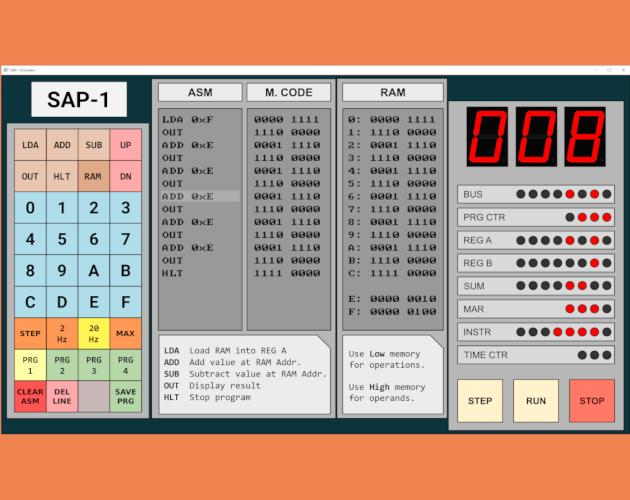 SAP-1 Emulator
SAP-1
LDA ADD SUB UP
OUT HLT RAM DN
0 1 2 3
4 5 6 7
8 9 A B
C D E F
STEP 2 Hz 20 Hz MAX
PRG 1 PRG 2 PRG 3 PRG 4
CLEAR ASM DEL LINE SAVE PRG
ASM M. CODE
LDA 0xF 0000 1111
OUT 1110 0000
ADD 0xE 0001 1110
OUT 1110 0000
ADD 0xE 0001 1110
OUT 1110 0000
ADD 0xE 0001 1110
OUT 1110 0000
ADD 0xE 0001 1110
OUT 1110 0000
ADD 0xE 0001 1110
OUT 1110 0000
HLT 1111 0000
LDA Load RAM into REG A
ADD Add value at RAM Addr.
SUB Subtract value at RAM Addr.
OUT Display result
HLT Stop program
RAM
0: 0000 1111
1: 1110 0000
2: 0001 1110
3: 1110 0000
4: 0001 1110
5: 1110 0000
6: 0001 1110
7: 1110 0000
8: 0001 1110
9: 1110 0000
A: 0001 1110
B: 1110 0000
C: 1111 0000
E: 0000 0010
F: 0000 0100
Use Low memory
for operations.
Use High memory
for operands.
008
BUS
PRG CTR
REG A
REG B
SUM
MAR
INSTR
TIME CTR
STEP RUN STOP